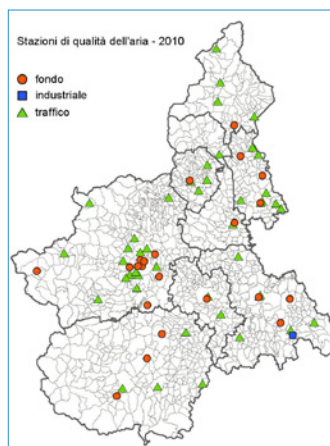 Stazioni di qualità dell'aria - 2010
fondo
industriale
traffico